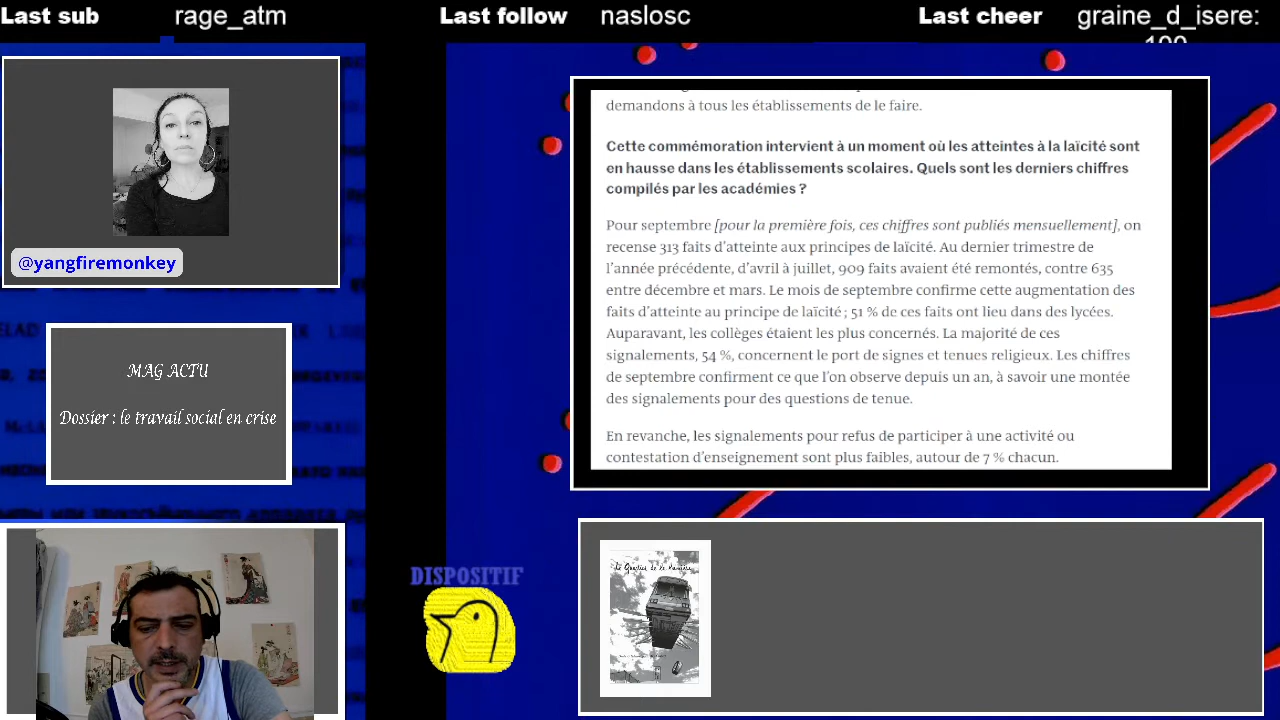 Last sub
rage_atm
Last follow
naslosc
Last cheer
graine_d_isere:
100
@yangfiremonkey
MAG ACTU
Dossier : le travail social en crise
demandons à tous les établissements de le faire.
Cette commémoration intervient à un moment où les atteintes à la laïcité sont
en hausse dans les établissements scolaires. Quels sont les derniers chiffres
compilés par les académies ?
Pour septembre [pour la première fois, ces chiffres sont publiés mensuellement], on
recense 313 faits d’atteinte aux principes de laïcité. Au dernier trimestre de
l’année précédente, d’avril à juillet, 909 faits avaient été remontés, contre 635
entre décembre et mars. Le mois de septembre confirme cette augmentation des
faits d’atteinte au principe de laïcité ; 51 % de ces faits ont lieu dans des lycées.
Auparavant, les collèges étaient les plus concernés. La majorité de ces
signalements, 54 %, concernent le port de signes et tenues religieux. Les chiffres
de septembre confirment ce que l’on observe depuis un an, à savoir une montée
des signalements pour des questions de tenue.
En revanche, les signalements pour refus de participer à une activité ou
contestation d’enseignement sont plus faibles, autour de 7 % chacun.
DISPOSITIF